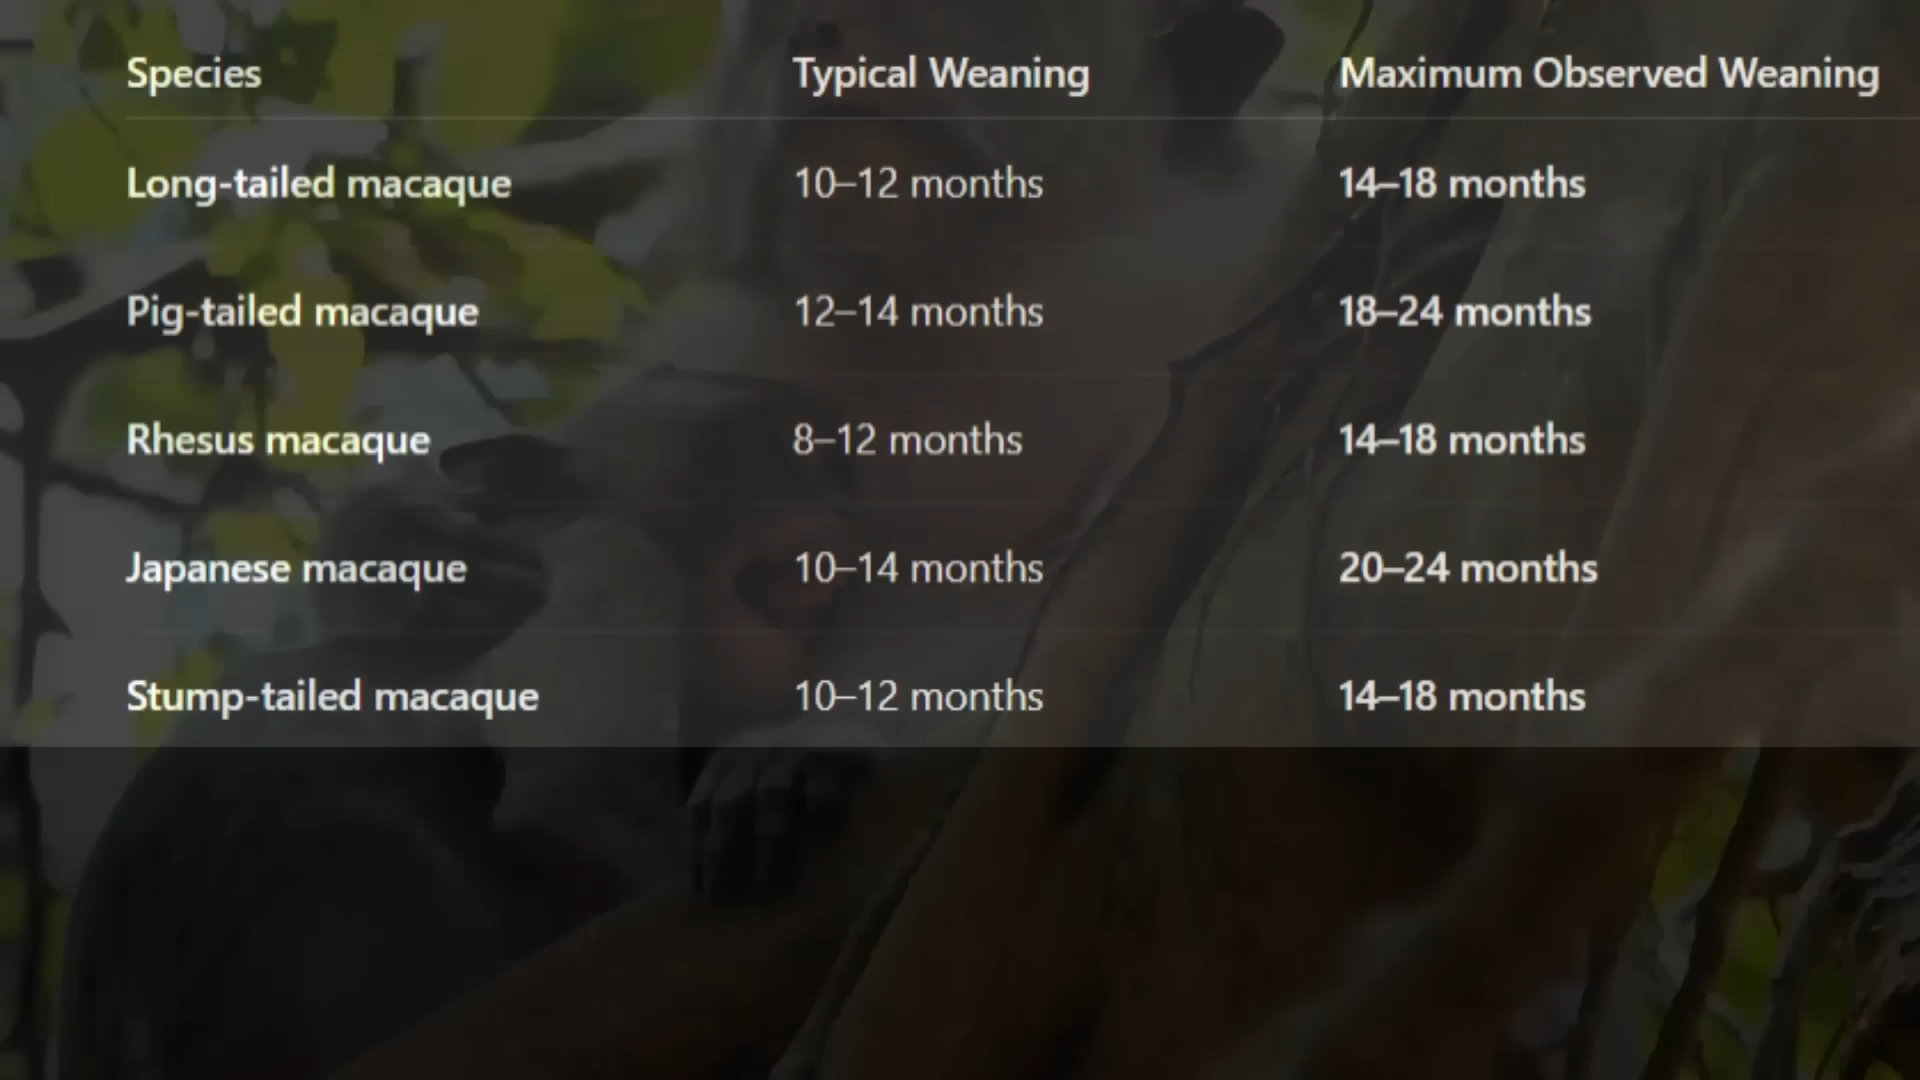 Species Typical Weaning Maximum Observed Weaning
Long-tailed macaque 10–12 months 14–18 months
Pig-tailed macaque 12–14 months 18–24 months
Rhesus macaque 8–12 months 14–18 months
Japanese macaque 10–14 months 20–24 months
Stump-tailed macaque 10–12 months 14–18 months